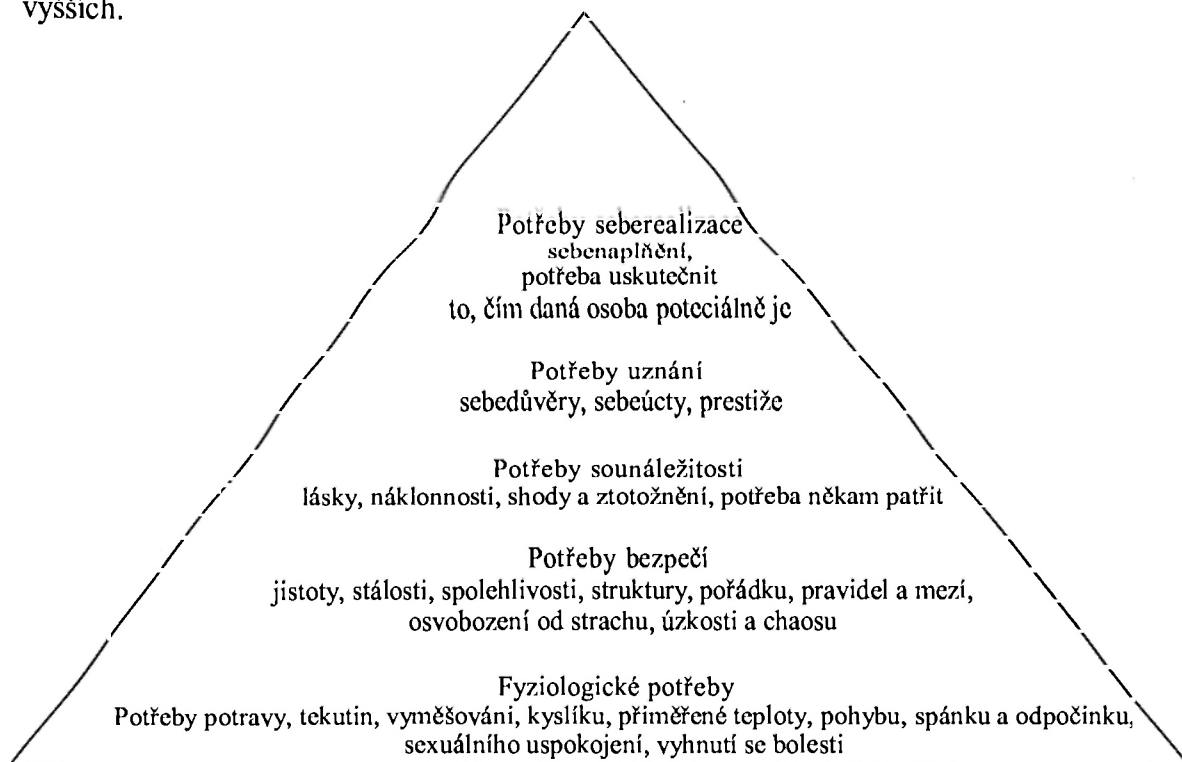 vyšších.
Potřeby seberealizace
sebenaplňění,
potřeba uskutečnit
to, čím daná osoba poteciálně je
Potřeby uznání
sebedůvěry, sebeúcty, prestiže
Potřeby sounáležitosti
lásky, náklonnosti, shody a ztotožnění, potřeba někam patřit
Potřeby bezpečí
jistoty, stálosti, spolehlivosti, struktury, pořádku, pravidel a mezí,
osvobození od strachu, úzkosti a chaosu
Fyziologické potřeby
Potřeby potravy, tekutin, vyměšováni, kyslíku, přiměřené teploty, pohybu, spánku a odpočinku,
sexuálního uspokojení, vyhnutí se bolesti